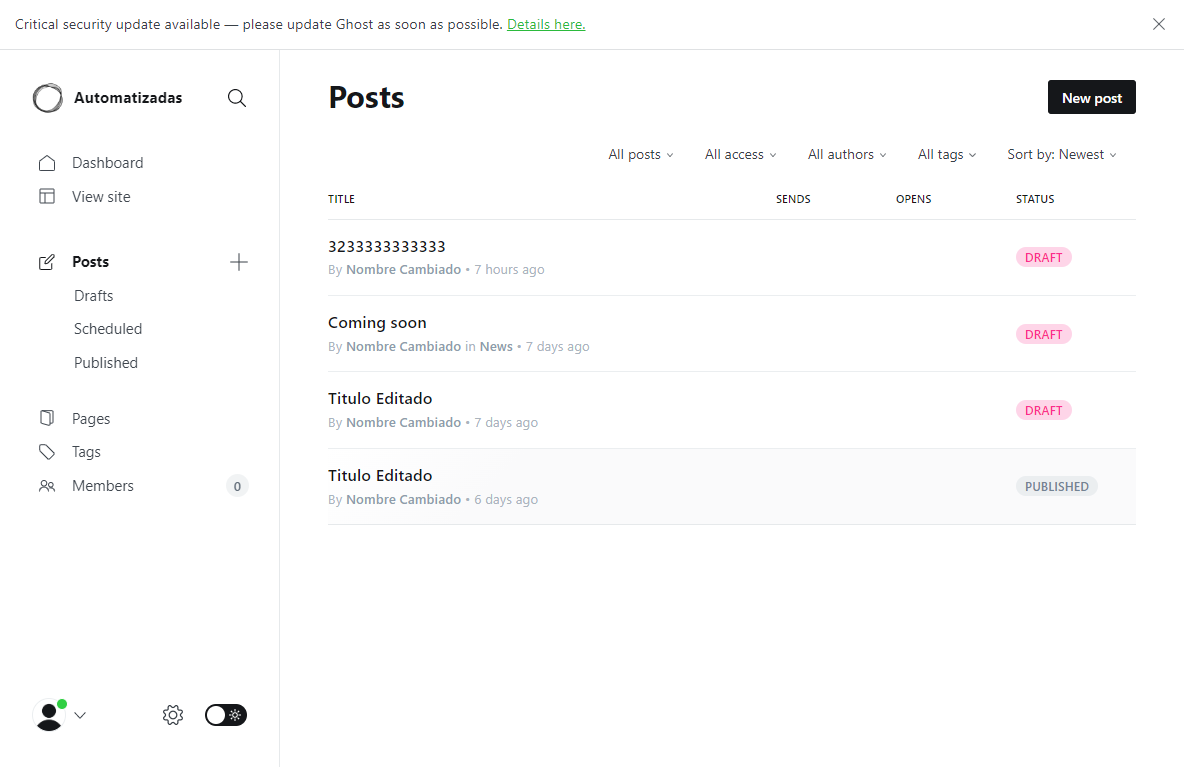 Critical security update available — please update Ghost as soon as possible. Details here.
Automatizadas
Dashboard
View site
Posts
Drafts
Scheduled
Published
Pages
Tags
Members 0
Posts
New post
All posts All access All authors All tags Sort by: Newest
TITLE SENDS OPENS STATUS
3233333333333
By Nombre Cambiado • 7 hours ago
DRAFT
Coming soon
By Nombre Cambiado in News • 7 days ago
DRAFT
Titulo Editado
By Nombre Cambiado • 7 days ago
DRAFT
Titulo Editado
By Nombre Cambiado • 6 days ago
PUBLISHED